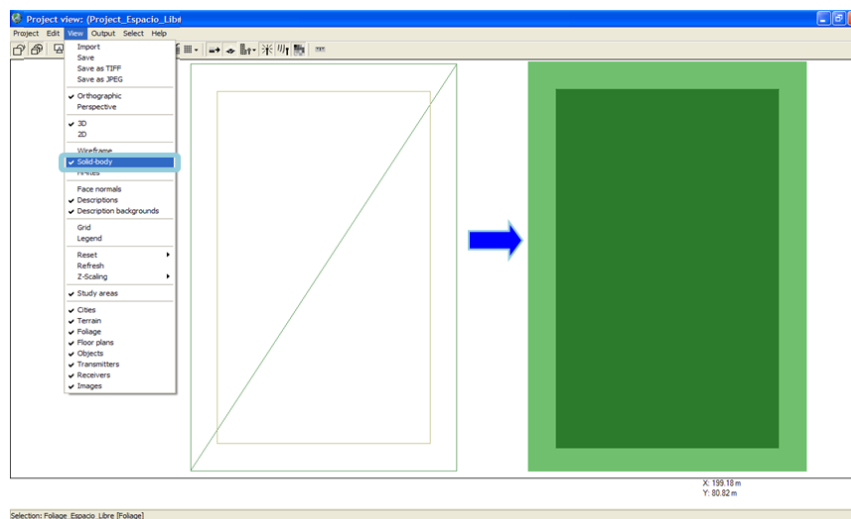 Project view: (Project_Espacio_Lib
Project Edit View Output Select Help
Import
Save
Save as TIFF
Save as JPEG
Orthographic
Perspective
3D
2D
Wireframe
Solid-body
Face normals
Descriptions
Description backgrounds
Grid
Legend
Reset
Refresh
Z-Scaling
Study areas
Cities
Terrain
Foliage
Floor plans
Objects
Transmitters
Receivers
Images
X: 199.18 m
Y: 80.82 m
Selection: Foliage_Espacio_Libre [Foliage]